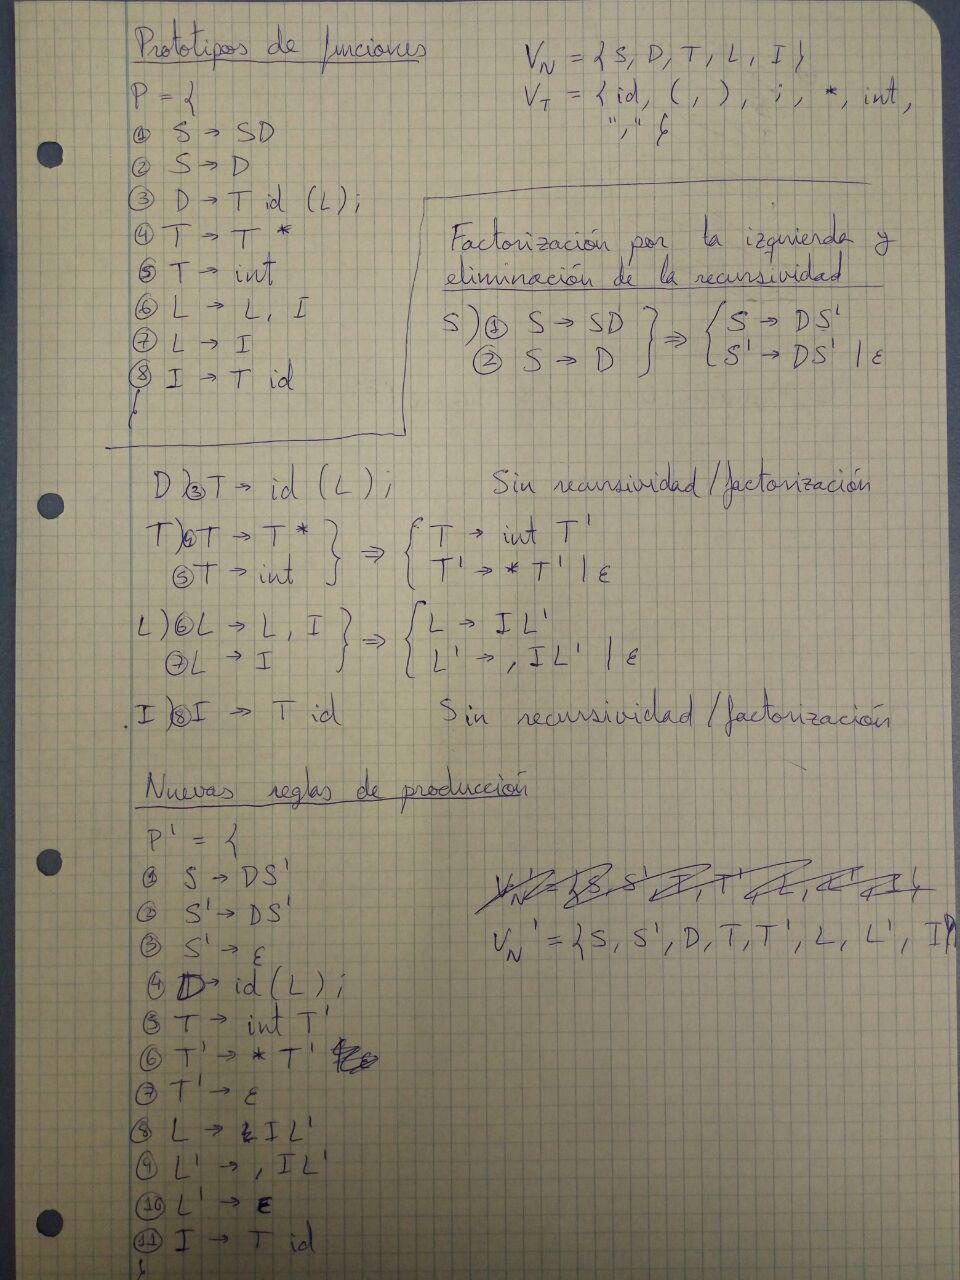 Prototipos de funciones
P = {
① S → SD
② S → D
③ D → T id (L);
④ T → T *
⑤ T → int
⑥ L → L, I
⑦ L → I
⑧ I → T id
}
V_N = {S, D, T, L, I}
V_T = {id, (, ), ;, *, int,
"," }
Factorización por la izquierda y
eliminación de la recursividad
S) ① S → SD } ⇒ { S → DS'
② S → D } { S' → DS' | ε
D) ③ T → id (L); Sin recursividad/factorización
T) ④ T → T * } ⇒ { T → int T'
⑤ T → int } { T' → * T' | ε
L) ⑥ L → L, I } ⇒ { L → IL'
⑦ L → I } { L' → , IL' | ε
I) ⑧ I → T id Sin recursividad/factorización
Nuevas reglas de producción
P' = {
① S → DS'
② S' → DS'
③ S' → ε
④ D → id (L);
⑤ T → int T'
⑥ T' → * T'
⑦ T' → ε
⑧ L → IL'
⑨ L' → , IL'
⑩ L' → ε
⑪ I → T id
}
V_N' = {S, S', D, T, T', L, L', I}